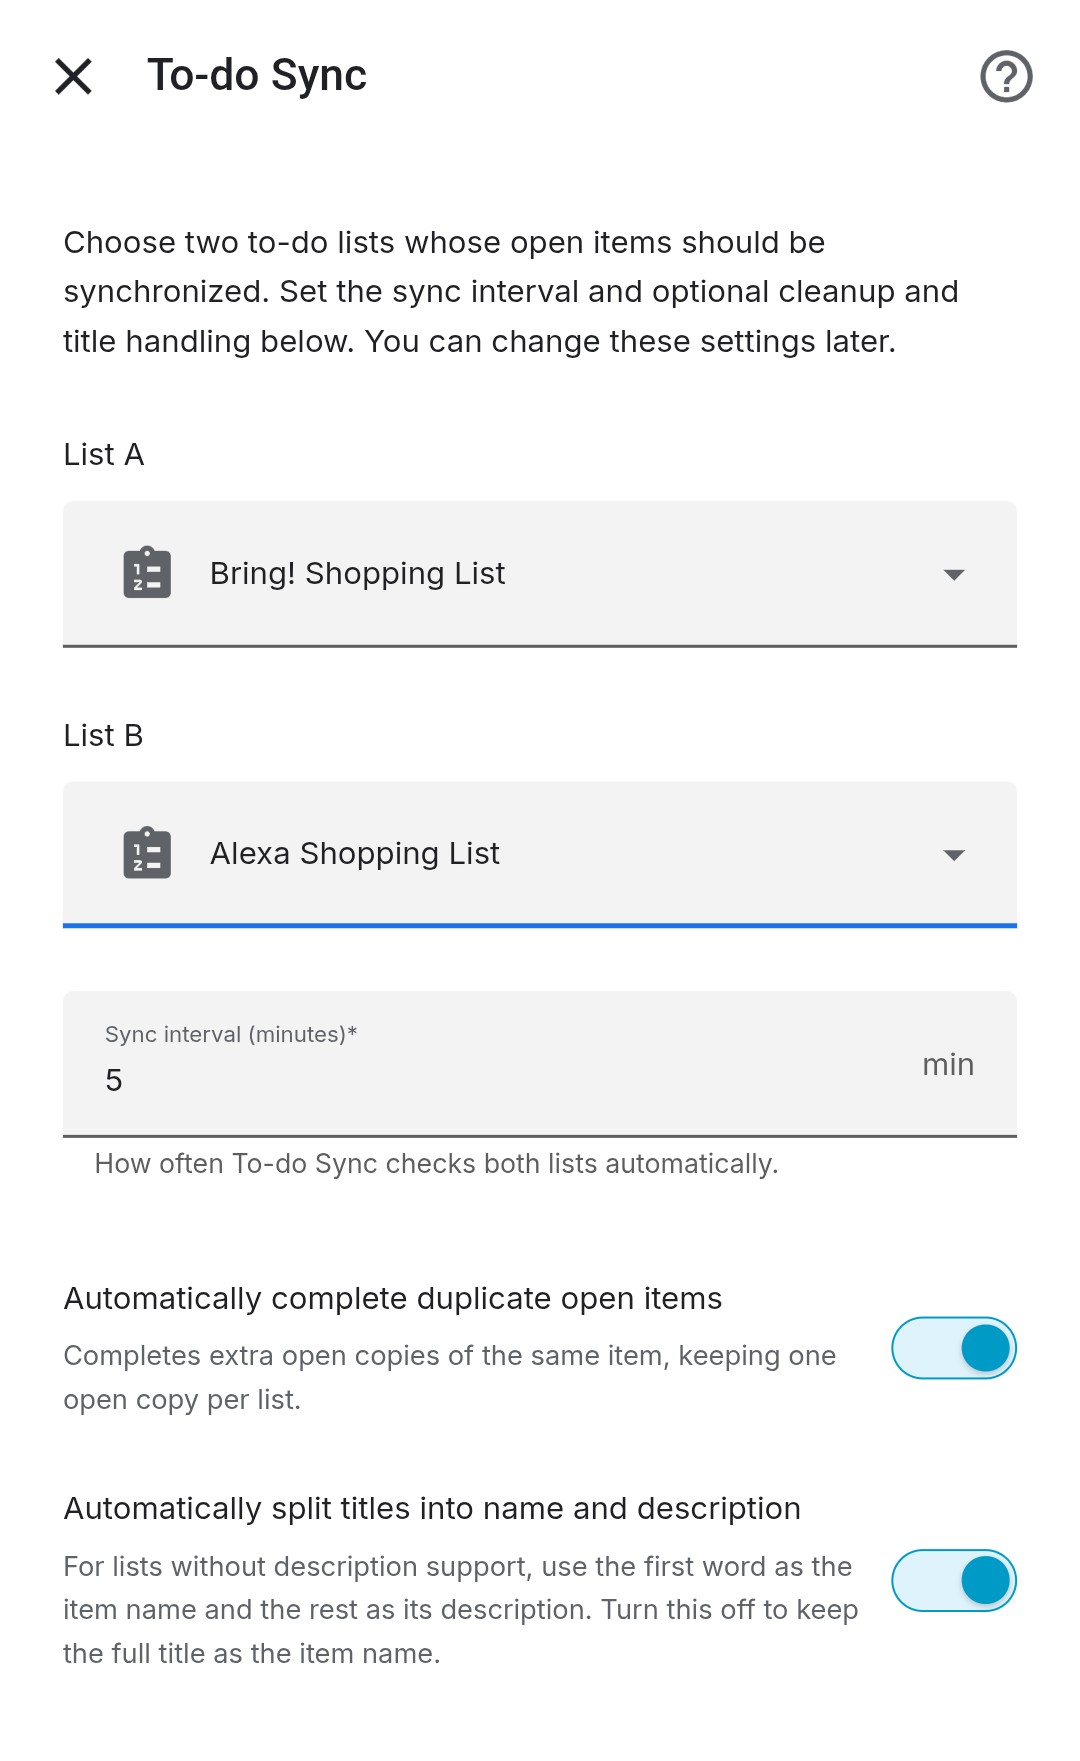 To-do Sync
Choose two to-do lists whose open items should be
synchronized. Set the sync interval and optional cleanup and
title handling below. You can change these settings later.
List A
Bring! Shopping List
List B
Alexa Shopping List
Sync interval (minutes)*
5
min
How often To-do Sync checks both lists automatically.
Automatically complete duplicate open items
Completes extra open copies of the same item, keeping one
open copy per list.
Automatically split titles into name and description
For lists without description support, use the first word as the
item name and the rest as its description. Turn this off to keep
the full title as the item name.